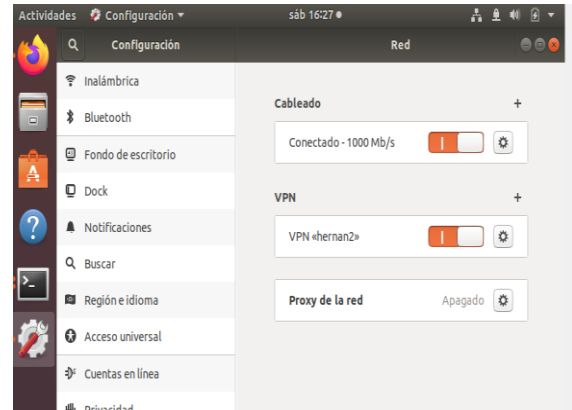 Actividades Configuración sáb 16:27
Configuración Red
Inalámbrica
Bluetooth
Fondo de escritorio
Dock
Notificaciones
Buscar
Región e idioma
Acceso universal
Cuentas en línea
Privacidad
Cableado +
Conectado - 1000 Mb/s
VPN +
VPN «hernan2»
Proxy de la red Apagado